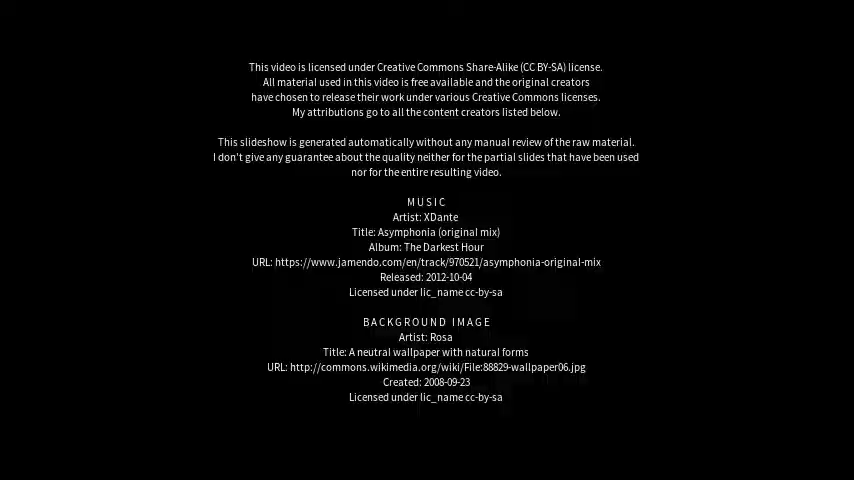 This video is licensed under Creative Commons Share-Alike (CC BY-SA) license.
All material used in this video is free available and the original creators
have chosen to release their work under various Creative Commons licenses.
My attributions go to all the content creators listed below.
This slideshow is generated automatically without any manual review of the raw material.
I don't give any guarantee about the quality neither for the partial slides that have been used
nor for the entire resulting video.
MUSIC
Artist: XDante
Title: Asymphonia (original mix)
Album: The Darkest Hour
URL: https://www.jamendo.com/en/track/970521/asymphonia-original-mix
Released: 2012-10-04
Licensed under lic_name cc-by-sa
BACKGROUND IMAGE
Artist: Rosa
Title: A neutral wallpaper with natural forms
URL: http://commons.wikimedia.org/wiki/File:88829-wallpaper06.jpg
Created: 2008-09-23
Licensed under lic_name cc-by-sa